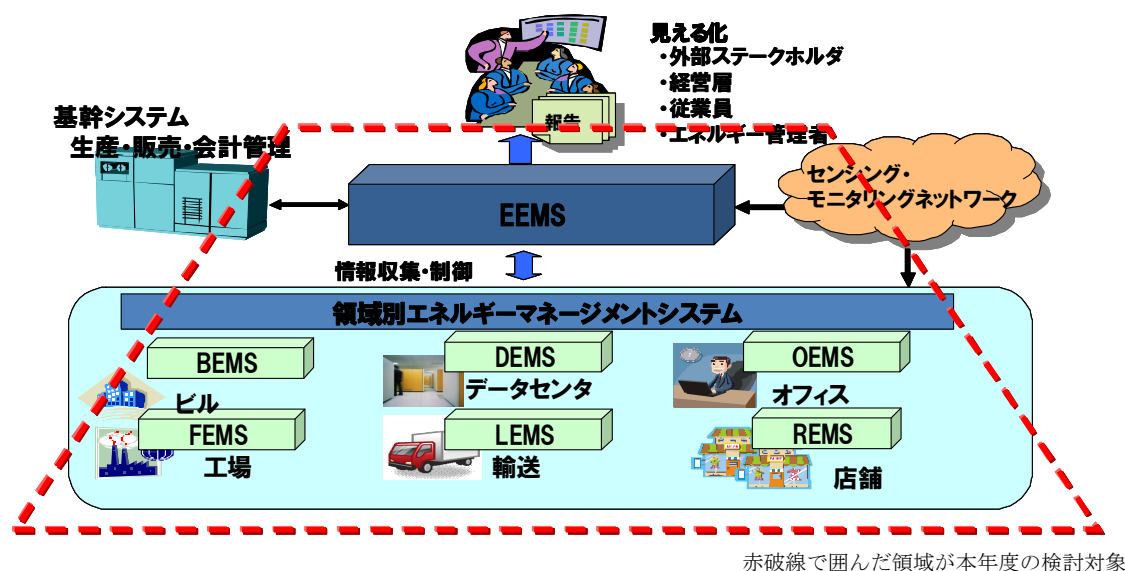 見える化
・外部ステークホルダ
・経営層
・従業員
・エネルギー管理者
報告
基幹システム
生産・販売・会計管理
センシング・
モニタリングネットワーク
EEMS
情報収集・制御
領域別エネルギーマネージメントシステム
BEMS
ビル
DEMS
データセンタ
OEMS
オフィス
FEMS
工場
LEMS
輸送
REMS
店舗
赤破線で囲んだ領域が本年度の検討対象